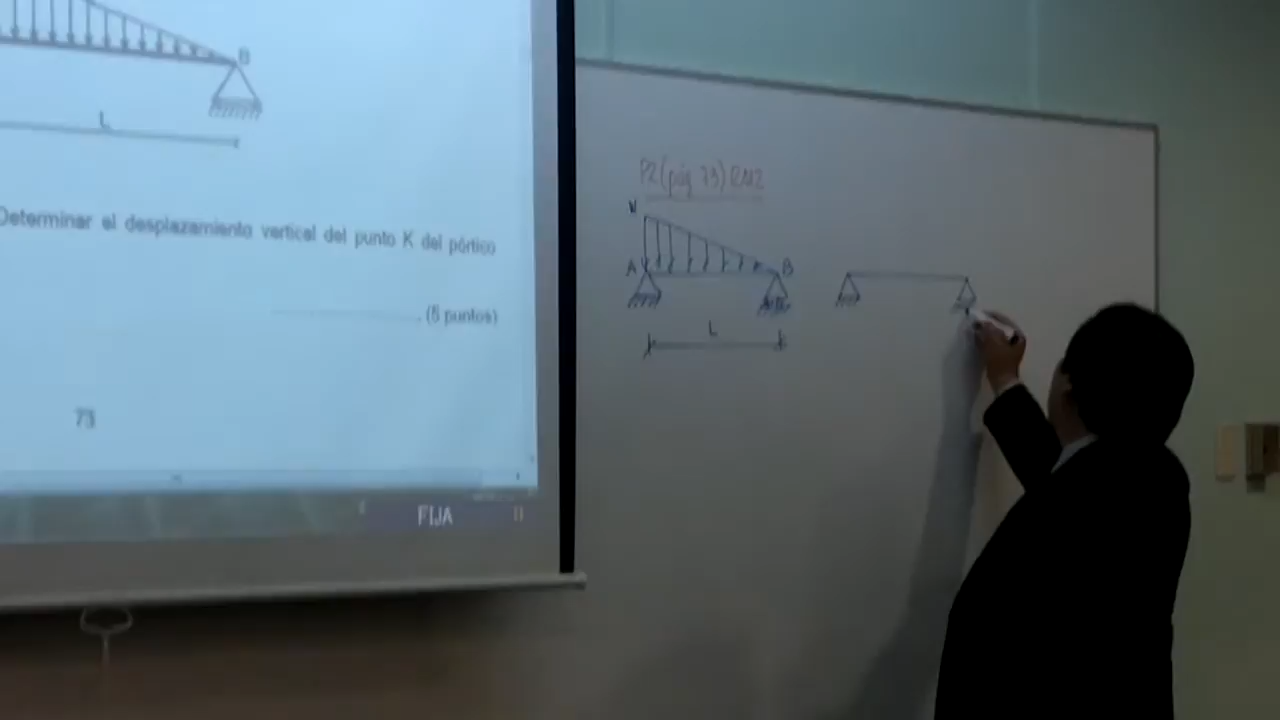 B
L
Determinar el desplazamiento vertical del punto K del pórtico
. (5 puntos)
73
FIJA
P2 (pág 73) RM2
W
A B
L